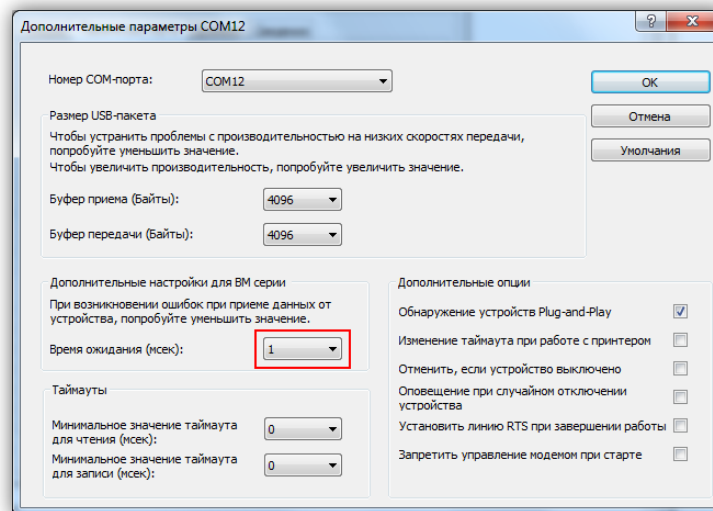 Дополнительные параметры COM12
Номер COM-порта:
COM12
OK
Отмена
Умолчания
Размер USB-пакета
Чтобы устранить проблемы с производительностью на низких скоростях передачи,
попробуйте уменьшить значение.
Чтобы увеличить производительность, попробуйте увеличить значение.
Буфер приема (Байты):
4096
Буфер передачи (Байты):
4096
Дополнительные настройки для ВМ серии
При возникновении ошибок при приеме данных от
устройства, попробуйте уменьшить значение.
Время ожидания (мсек):
1
Таймауты
Минимальное значение таймаута
для чтения (мсек):
0
Минимальное значение таймаута
для записи (мсек):
0
Дополнительные опции
Обнаружение устройств Plug-and-Play
Изменение таймаута при работе с принтером
Отменить, если устройство выключено
Оповещение при случайном отключении
устройства
Установить линию RTS при завершении работы
Запретить управление модемом при старте